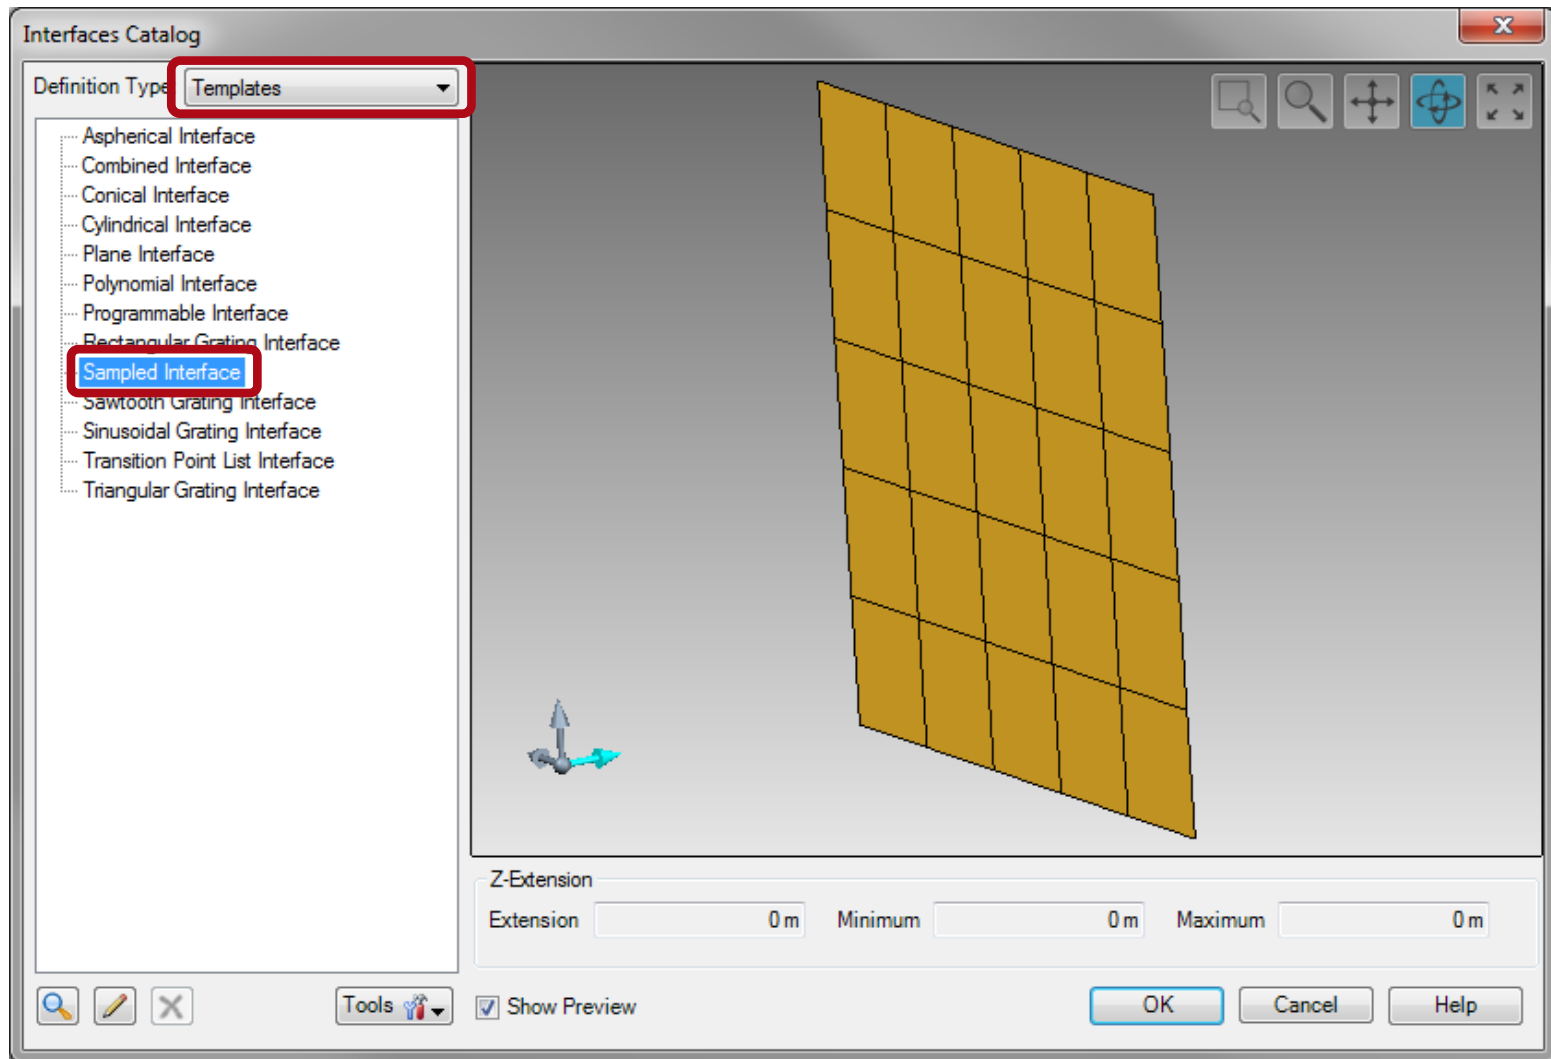 Interfaces Catalog
Definition Type Templates
Aspherical Interface
Combined Interface
Conical Interface
Cylindrical Interface
Plane Interface
Polynomial Interface
Programmable Interface
Rectangular Grating Interface
Sampled Interface
Sawtooth Grating Interface
Sinusoidal Grating Interface
Transition Point List Interface
Triangular Grating Interface
Z-Extension
Extension 0 m Minimum 0 m Maximum 0 m
Tools Show Preview OK Cancel Help